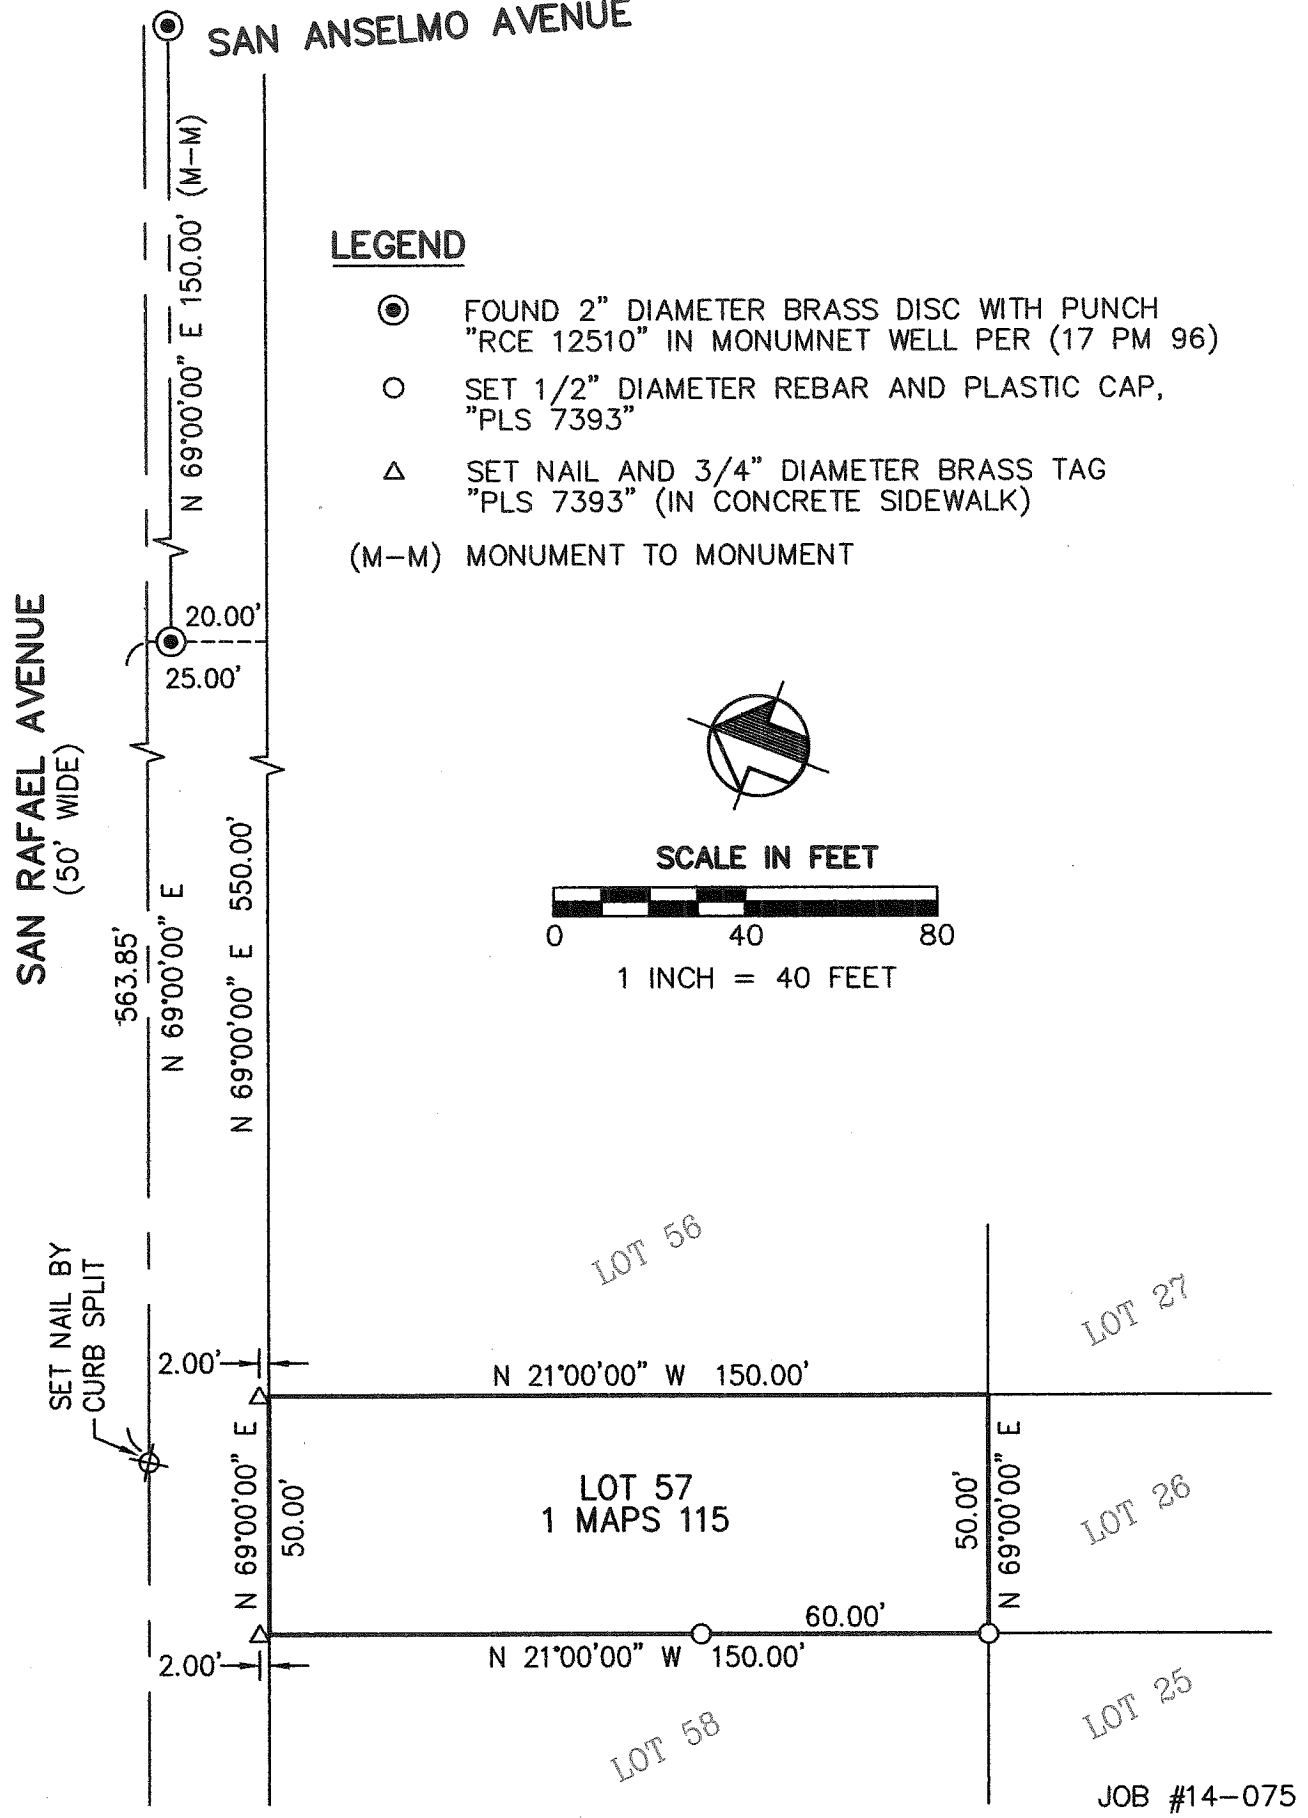 SAN ANSELMO AVENUE
N 69°00'00" E 150.00' (M-M)
LEGEND
FOUND 2" DIAMETER BRASS DISC WITH PUNCH
"RCE 12510" IN MONUMNET WELL PER (17 PM 96)
SET 1/2" DIAMETER REBAR AND PLASTIC CAP,
"PLS 7393"
SET NAIL AND 3/4" DIAMETER BRASS TAG
"PLS 7393" (IN CONCRETE SIDEWALK)
(M-M) MONUMENT TO MONUMENT
20.00'
25.00'
SAN RAFAEL AVENUE
(50' WIDE)
563.85'
N 69°00'00" E
N 69°00'00" E 550.00'
SCALE IN FEET
0 40 80
1 INCH = 40 FEET
LOT 56
LOT 27
SET NAIL BY
CURB SPLIT
2.00'
N 21°00'00" W 150.00'
N 69°00'00" E
50.00'
LOT 57
1 MAPS 115
50.00'
N 69°00'00" E
LOT 26
60.00'
N 21°00'00" W 150.00'
2.00'
LOT 58
LOT 25
JOB #14-075